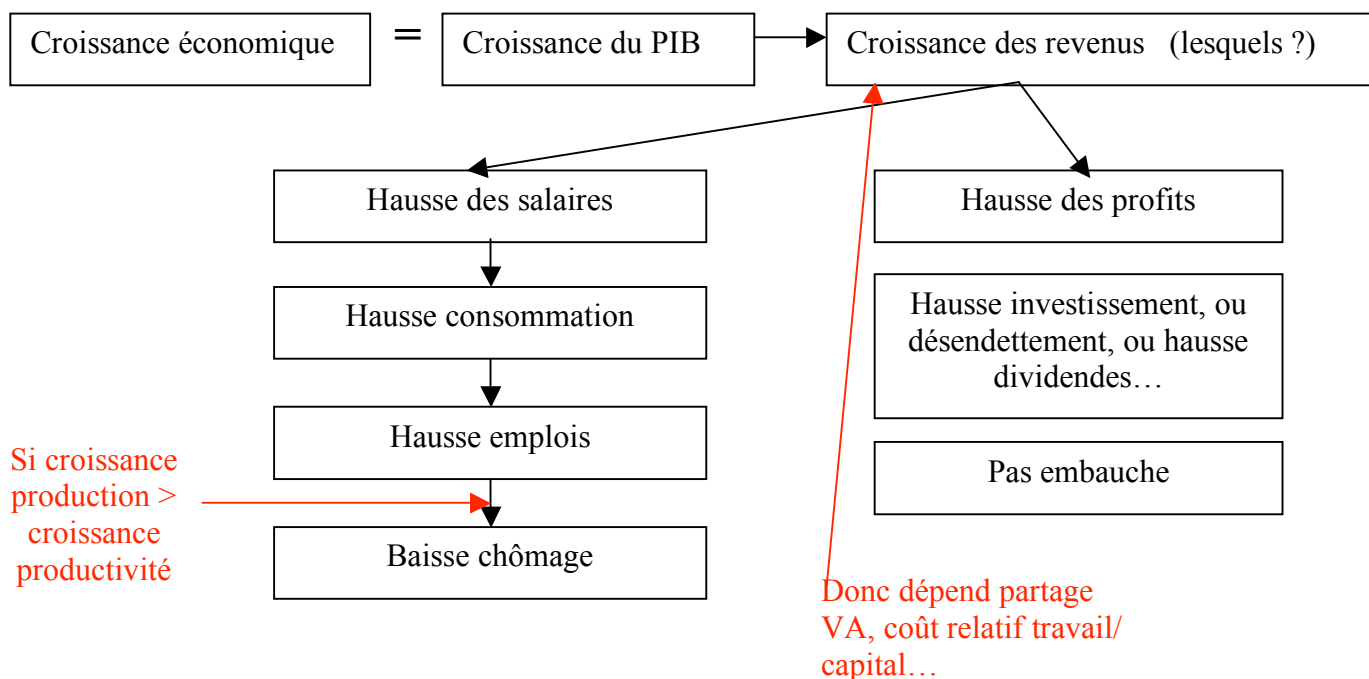 Croissance économique
=
Croissance du PIB
Croissance des revenus (lesquels ?)
Hausse des salaires
Hausse consommation
Hausse emplois
Si croissance
production >
croissance
productivité
Baisse chômage
Hausse des profits
Hausse investissement, ou
désendettement, ou hausse
dividendes…
Pas embauche
Donc dépend partage
VA, coût relatif travail/
capital…